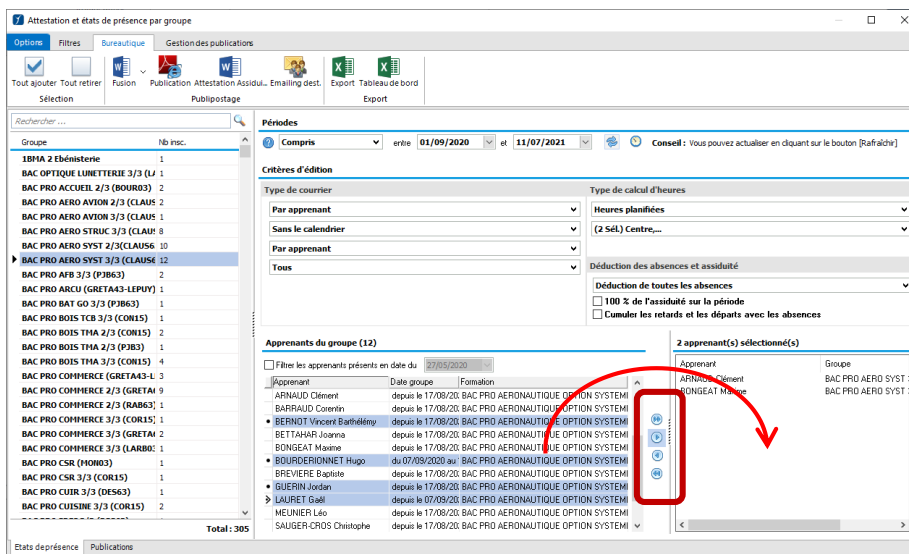 Attestation et états de présence par groupe
Options Filtres Bureautique Gestion des publications
Tout ajouter Tout retirer Fusion Publication Attestation Assidui... Emailing dest. Export Tableau de bord
Sélection Publipostage Export
Rechercher ...
Groupe Nb insc.
1BMA 2 Ebénisterie 1
BAC OPTIQUE LUNETTERIE 3/3 (L/ 1
BAC PRO ACCUEIL 2/3 (BOUR03) 2
BAC PRO AERO AVION 2/3 (CLAUS 2
BAC PRO AERO AVION 3/3 (CLAUS 1
BAC PRO AERO STRUC 3/3 (CLAUS 8
BAC PRO AERO SYST 2/3(CLAUS6 10
BAC PRO AERO SYST 3/3 (CLAUS6 12
BAC PRO AFB 3/3 (PJB63) 2
BAC PRO ARCU (GRETA43-LEPUY) 1
BAC PRO BAT GO 3/3 (PJB63) 1
BAC PRO BOIS TCB 3/3 (CON15) 1
BAC PRO BOIS TMA 2/3 (CON15) 2
BAC PRO BOIS TMA 2/3 (PJB3) 1
BAC PRO BOIS TMA 3/3 (CON15) 4
BAC PRO COMMERCE (GRETA43-L 3
BAC PRO COMMERCE 2/3 (GRETA 9
BAC PRO COMMERCE 2/3 (RAB63) 1
BAC PRO COMMERCE 3/3 (COR15) 1
BAC PRO COMMERCE 3/3 (GRETA 2
BAC PRO COMMERCE 3/3 (LARB03 1
BAC PRO CSR (MON03) 1
BAC PRO CSR 3/3 (COR15) 1
BAC PRO CUIR 3/3 (DES63) 1
BAC PRO CUISINE 3/3 (COR15) 2
Total : 305
Etats de présence Publications
Périodes
Compris entre 01/09/2020 et 11/07/2021 Conseil : Vous pouvez actualiser en cliquant sur le bouton [Rafraîchir]
Critères d'édition
Type de courrier
Par apprenant
Sans le calendrier
Par apprenant
Tous
Type de calcul d'heures
Heures planifiées
(2 Sél.) Centre,...
Déduction des absences et assiduité
Déduction de toutes les absences
100 % de l'assiduité sur la période
Cumuler les retards et les départs avec les absences
Apprenants du groupe (12)
Filtrer les apprenants présents en date du 27/05/2020
Apprenant Date groupe Formation
ARNAUD Clément depuis le 17/08/20: BAC PRO AERONAUTIQUE OPTION SYSTEMI
BARRAUD Corentin depuis le 17/08/20: BAC PRO AERONAUTIQUE OPTION SYSTEMI
BERNOT Vincent Barthélémy depuis le 17/08/20: BAC PRO AERONAUTIQUE OPTION SYSTEMI
BETTAHAR Joanna depuis le 17/08/20: BAC PRO AERONAUTIQUE OPTION SYSTEMI
BONGEAT Maxime depuis le 17/08/20: BAC PRO AERONAUTIQUE OPTION SYSTEMI
BOURDERIONNET Hugo du 07/09/2020 au BAC PRO AERONAUTIQUE OPTION SYSTEMI
BREVIERE Baptiste depuis le 17/08/20: BAC PRO AERONAUTIQUE OPTION SYSTEMI
GUERIN Jordan depuis le 17/08/20: BAC PRO AERONAUTIQUE OPTION SYSTEMI
LAURET Gaël depuis le 07/09/20: BAC PRO AERONAUTIQUE OPTION SYSTEMI
MEUNIER Léo depuis le 17/08/20: BAC PRO AERONAUTIQUE OPTION SYSTEMI
SAUGER-CROS Christophe depuis le 17/08/20: BAC PRO AERONAUTIQUE OPTION SYSTEMI
2 apprenant(s) sélectionné(s)
Apprenant Groupe
ARNAUD Clément BAC PRO AERO SYST
BONGEAT Maxime BAC PRO AERO SYST